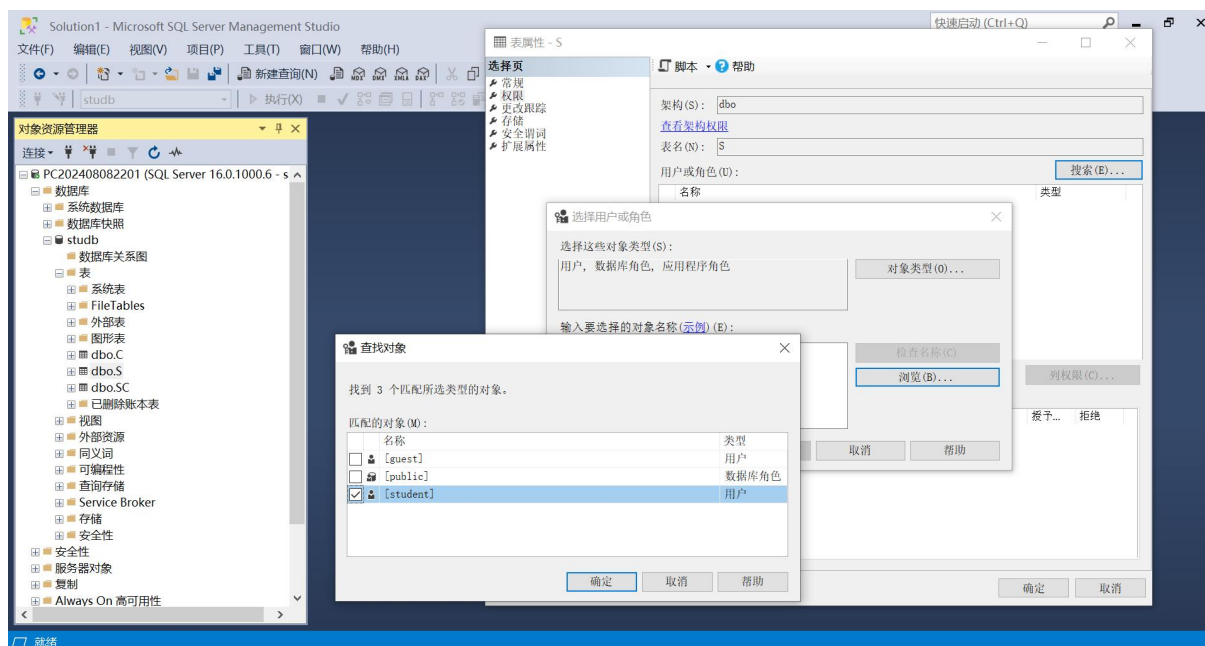 Solution1 - Microsoft SQL Server Management Studio
快速启动 (Ctrl+Q)
文件(F) 编辑(E) 视图(V) 项目(P) 工具(T) 窗口(W) 帮助(H)
新建查询(N)
MDX DMX XMLA DAX
studb
执行(X)
对象资源管理器
连接
PC202408082201 (SQL Server 16.0.1000.6 - s
数据库
系统数据库
数据库快照
studb
数据库关系图
表
系统表
FileTables
外部表
图形表
dbo.C
dbo.S
dbo.SC
已删除账本表
视图
外部资源
同义词
可编程性
查询存储
Service Broker
存储
安全性
安全性
服务器对象
复制
Always On 高可用性
就绪
表属性 - S
选择页
常规
权限
更改跟踪
存储
安全谓词
扩展属性
脚本 帮助
架构(S): dbo
查看架构权限
表名(N): S
用户或角色(U): 搜索(E)...
名称 类型
列权限(C)...
授予... 拒绝
确定 取消
选择用户或角色
选择这些对象类型(S):
用户, 数据库角色, 应用程序角色
对象类型(O)...
输入要选择的对象名称(示例)(E):
检查名称(C)
浏览(B)...
取消 帮助
查找对象
找到 3 个匹配所选类型的对象。
匹配的对象(M):
名称 类型
[guest] 用户
[public] 数据库角色
[student] 用户
确定 取消 帮助